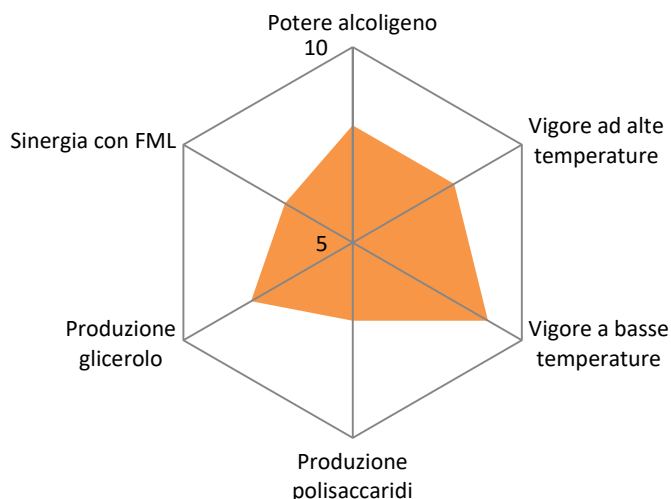 Potere alcoligeno
10
Vigore ad alte
temperature
Sinergia con FML
5
Produzione
glicerolo
Vigore a basse
temperature
Produzione
polisaccaridi